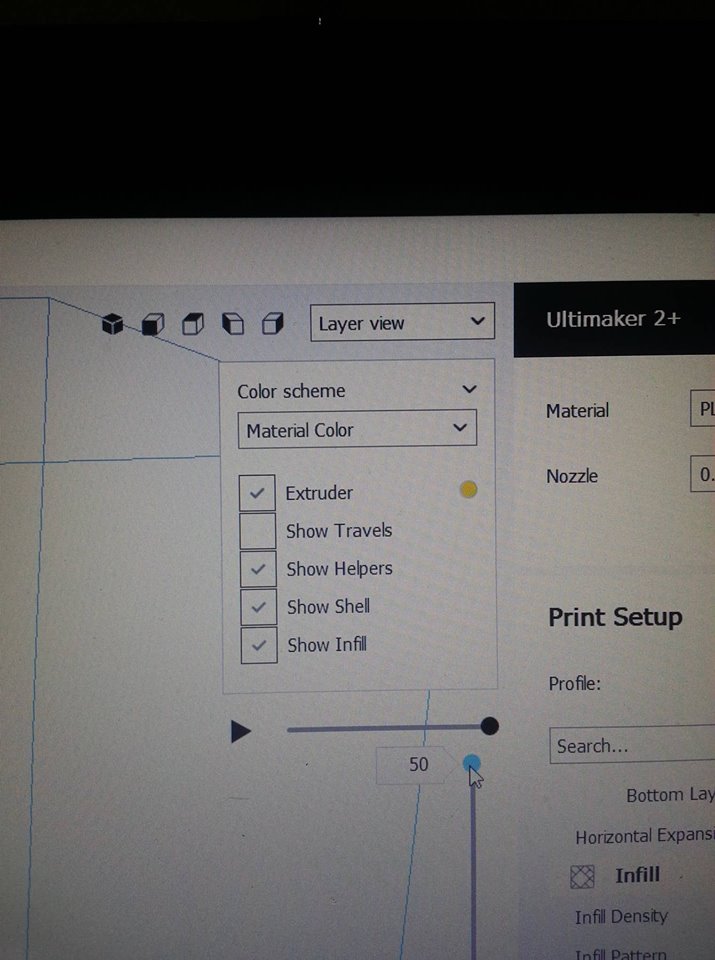 Layer view
Ultimaker 2+
Color scheme
Material Color
Material
Nozzle
0.
Extruder
Show Travels
Show Helpers
Show Shell
Show Infill
Print Setup
Profile:
Search...
50
Bottom Lay
Horizontal Expans
Infill
Infill Density
Infill Pattern